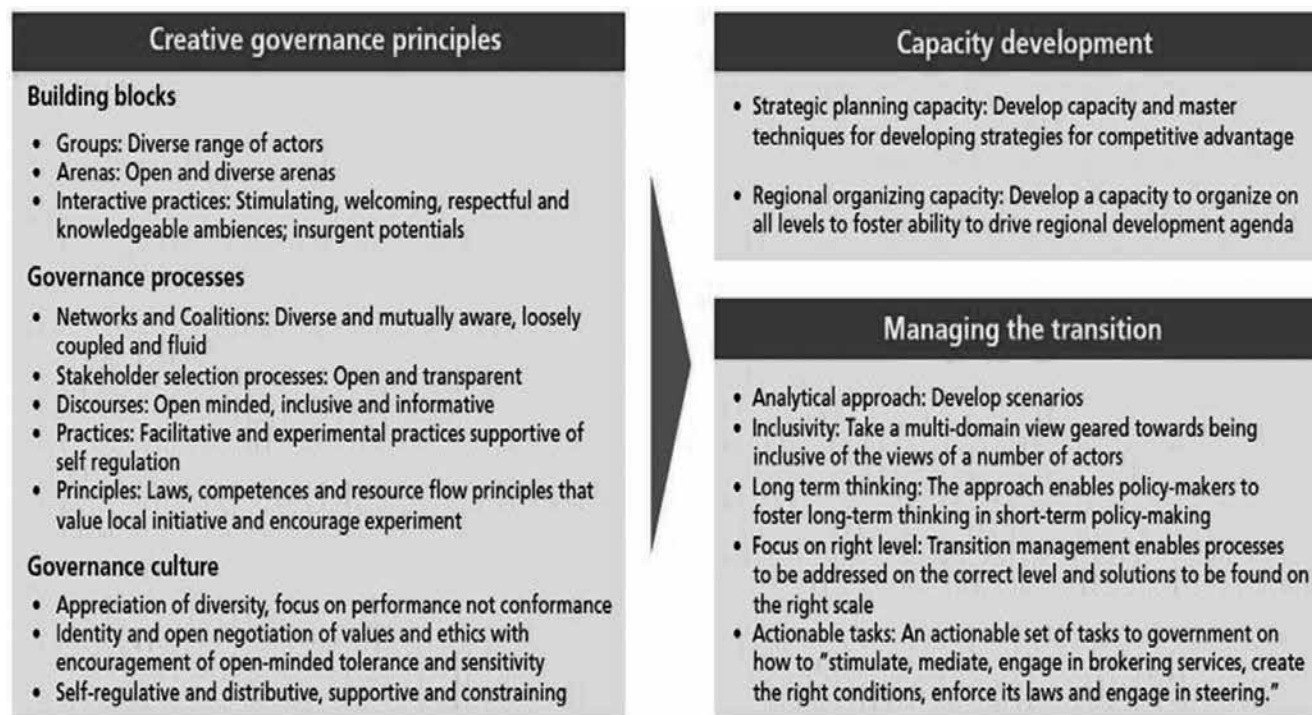 Creative governance principles
Building blocks
• Groups: Diverse range of actors
• Arenas: Open and diverse arenas
• Interactive practices: Stimulating, welcoming, respectful and
knowledgeable ambiences; insurgent potentials
Governance processes
• Networks and Coalitions: Diverse and mutually aware, loosely
coupled and fluid
• Stakeholder selection processes: Open and transparent
• Discourses: Open minded, inclusive and informative
• Practices: Facilitative and experimental practices supportive of
self regulation
• Principles: Laws, competences and resource flow principles that
value local initiative and encourage experiment
Governance culture
• Appreciation of diversity, focus on performance not conformance
• Identity and open negotiation of values and ethics with
encouragement of open-minded tolerance and sensitivity
• Self-regulative and distributive, supportive and constraining
Capacity development
• Strategic planning capacity: Develop capacity and master
techniques for developing strategies for competitive advantage
• Regional organizing capacity: Develop a capacity to organize on
all levels to foster ability to drive regional development agenda
Managing the transition
• Analytical approach: Develop scenarios
• Inclusivity: Take a multi-domain view geared towards being
inclusive of the views of a number of actors
• Long term thinking: The approach enables policy-makers to
foster long-term thinking in short-term policy-making
• Focus on right level: Transition management enables processes
to be addressed on the correct level and solutions to be found on
the right scale
• Actionable tasks: An actionable set of tasks to government on
how to "stimulate, mediate, engage in brokering services, create
the right conditions, enforce its laws and engage in steering."